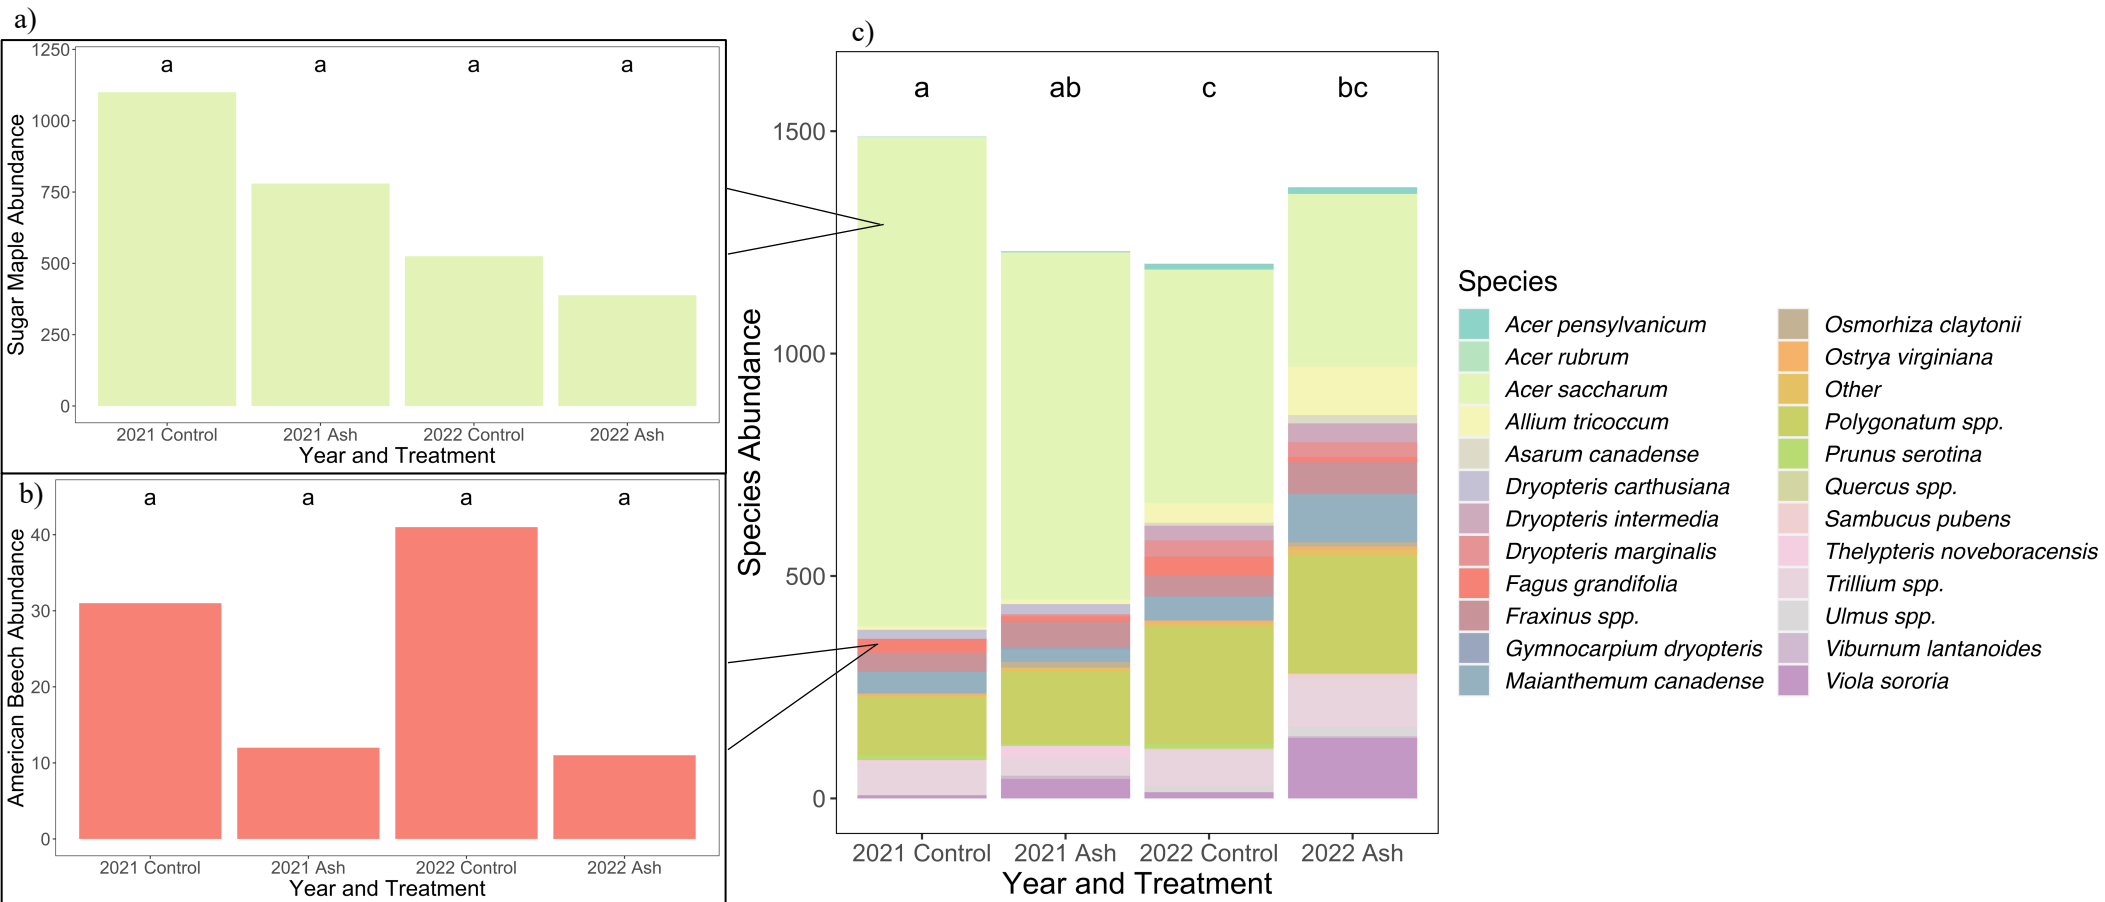 a)
1250
1000
750
500
250
0
Sugar Maple Abundance
a a a a
2021 Control 2021 Ash 2022 Control 2022 Ash
Year and Treatment
b)
40
30
20
10
0
American Beech Abundance
a a a a
2021 Control 2021 Ash 2022 Control 2022 Ash
Year and Treatment
c)
1500
1000
500
0
Species Abundance
a ab c bc
2021 Control 2021 Ash 2022 Control 2022 Ash
Year and Treatment
Species
Acer pensylvanicum
Acer rubrum
Acer saccharum
Allium tricoccum
Asarum canadense
Dryopteris carthusiana
Dryopteris intermedia
Dryopteris marginalis
Fagus grandifolia
Fraxinus spp.
Gymnocarpium dryopteris
Maianthemum canadense
Osmorhiza claytonii
Ostrya virginiana
Other
Polygonatum spp.
Prunus serotina
Quercus spp.
Sambucus pubens
Thelypteris noveboracensis
Trillium spp.
Ulmus spp.
Viburnum lantanoides
Viola sororia